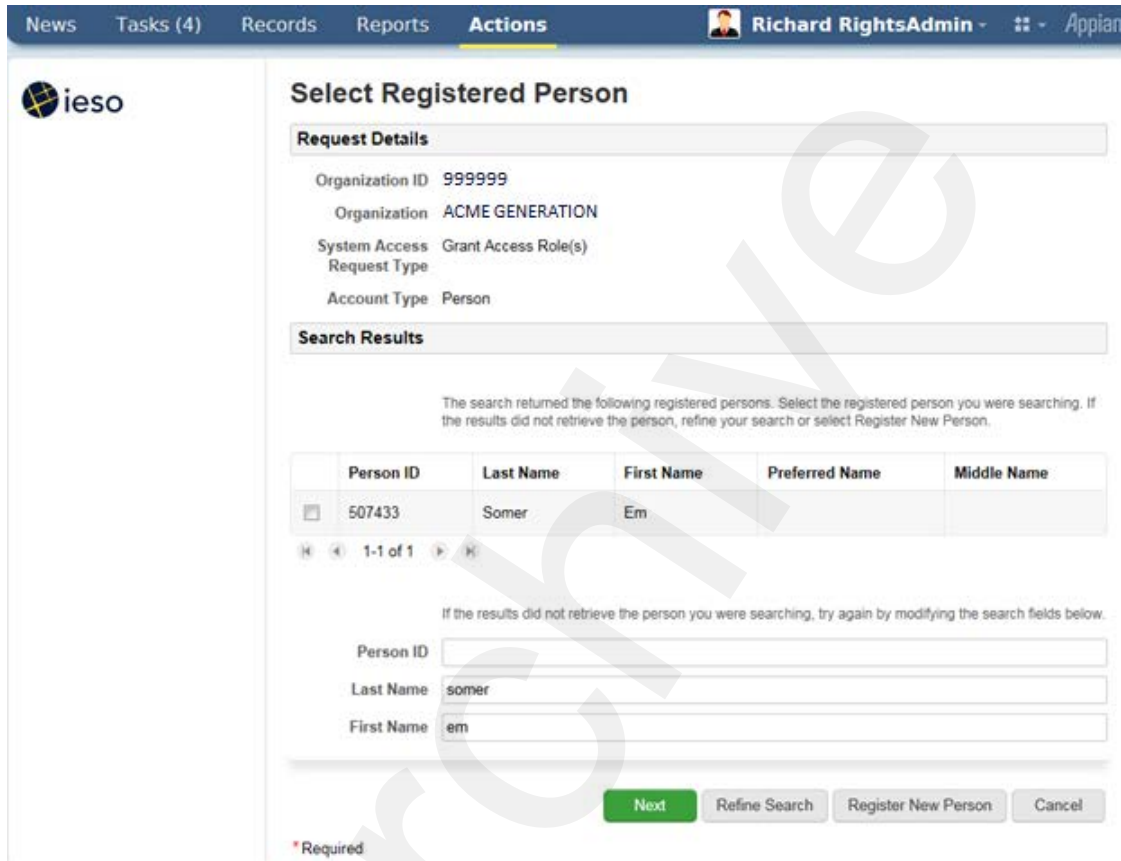 News Tasks (4) Records Reports Actions Richard RightsAdmin Appian
ieso
Select Registered Person
Request Details
Organization ID 999999
Organization ACME GENERATION
System Access Grant Access Role(s)
Request Type
Account Type Person
Search Results
The search returned the following registered persons. Select the registered person you were searching. If
the results did not retrieve the person, refine your search or select Register New Person.
Person ID Last Name First Name Preferred Name Middle Name
507433 Somer Em
1-1 of 1
If the results did not retrieve the person you were searching, try again by modifying the search fields below.
Person ID
Last Name somer
First Name em
Next Refine Search Register New Person Cancel
*Required
rchive